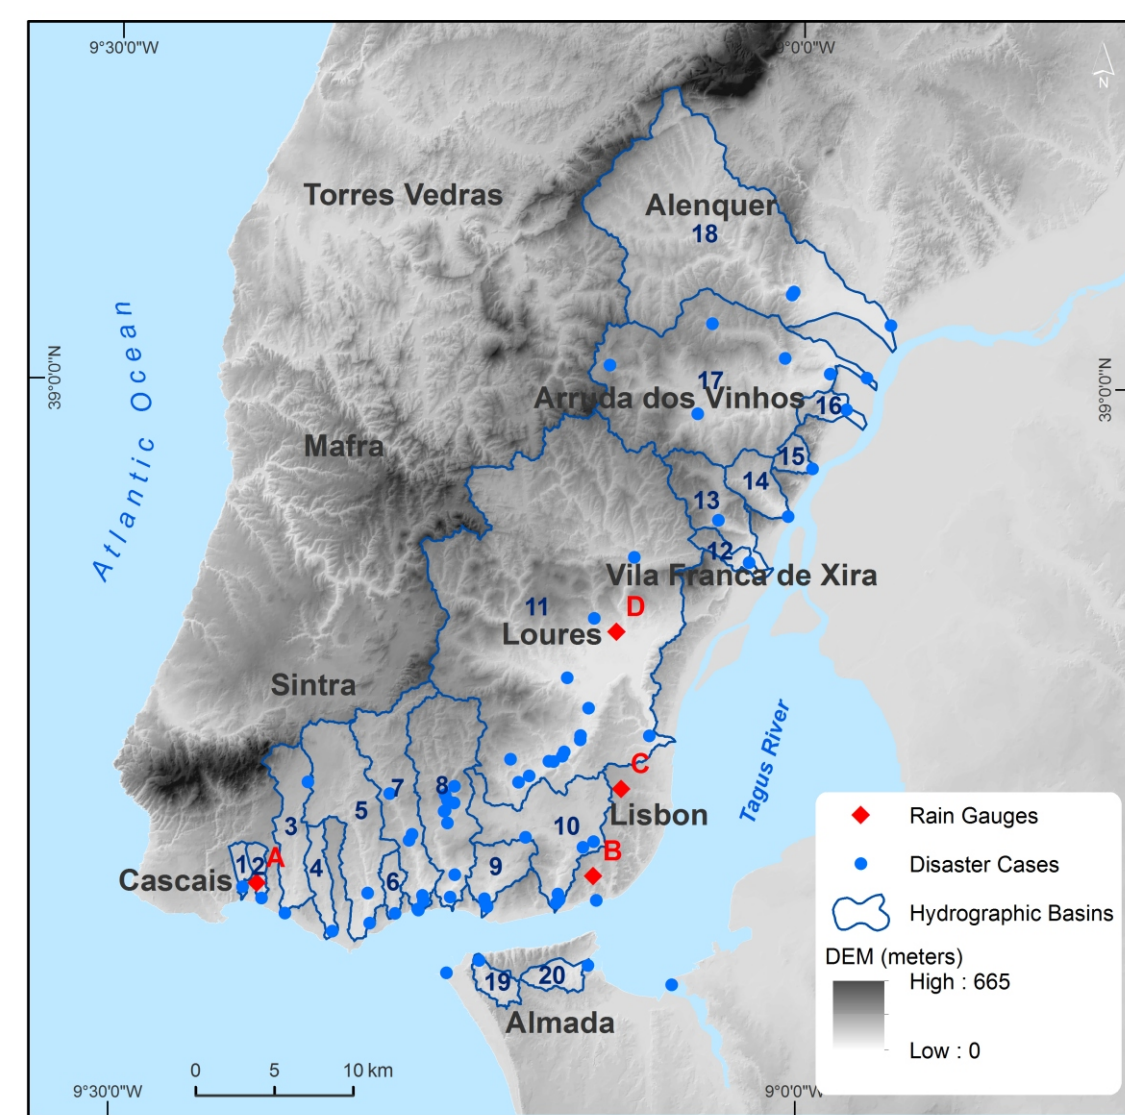 9°30'0"W
9°0'0"W
N
Torres Vedras
Alenquer
18
Atlantic Ocean
39°0'0"N
39°0'0"N
17
Arruda dos Vinhos
16
Mafra
15
14
13
12
Vila Franca de Xira
11
D
Loures
Sintra
Tagus River
C
7
8
Lisbon
5
3
10
B
1
2
A
4
9
6
Cascais
19
20
Almada
Rain Gauges
Disaster Cases
Hydrographic Basins
DEM (meters)
High : 665
Low : 0
0 5 10 km
9°30'0"W
9°0'0"W